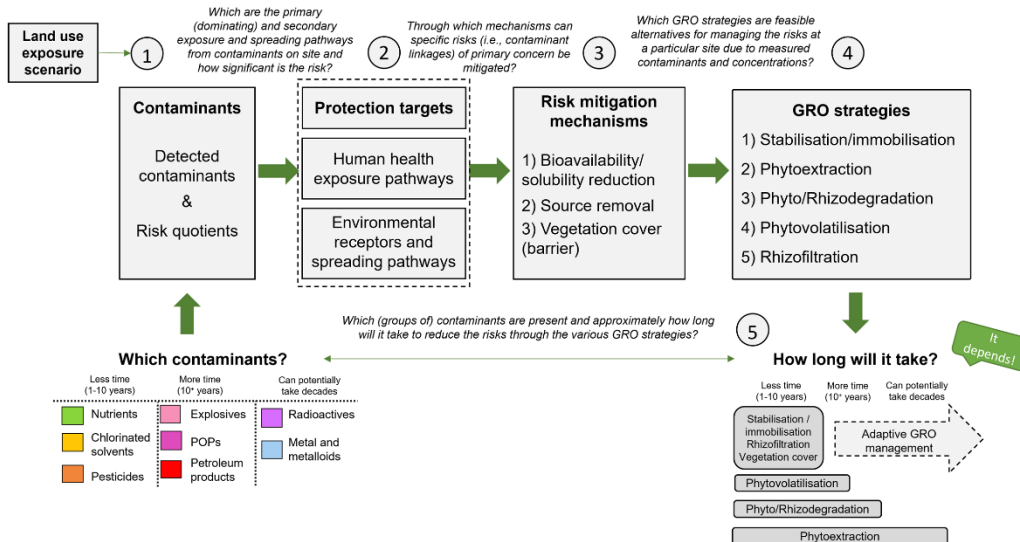 Land use
exposure
scenario
1
Which are the primary
(dominating) and secondary
exposure and spreading pathways
from contaminants on site and
how significant is the risk?
2
Through which mechanisms can
specific risks (i.e., contaminant
linkages) of primary concern be
mitigated?
3
Which GRO strategies are feasible
alternatives for managing the risks at
a particular site due to measured
contaminants and concentrations?
4
Contaminants
Detected
contaminants
&
Risk quotients
Protection targets
Human health
exposure pathways
Environmental
receptors and
spreading pathways
Risk mitigation
mechanisms
1) Bioavailability/
solubility reduction
2) Source removal
3) Vegetation cover
(barrier)
GRO strategies
1) Stabilisation/immobilisation
2) Phytoextraction
3) Phyto/Rhizodegradation
4) Phytovolatilisation
5) Rhizofiltration
Which (groups of) contaminants are present and approximately how long
will it take to reduce the risks through the various GRO strategies?
5
Which contaminants?
Less time
(1-10 years)
More time
(10⁺ years)
Can potentially
take decades
Nutrients
Chlorinated
solvents
Pesticides
Explosives
POPs
Petroleum
products
Radioactives
Metal and
metalloids
How long will it take?
It
depends!
Less time
(1-10 years)
More time
(10⁺ years)
Can potentially
take decades
Stabilisation /
immobilisation
Rhizofiltration
Vegetation cover
Adaptive GRO
management
Phytovolatilisation
Phyto/Rhizodegradation
Phytoextraction